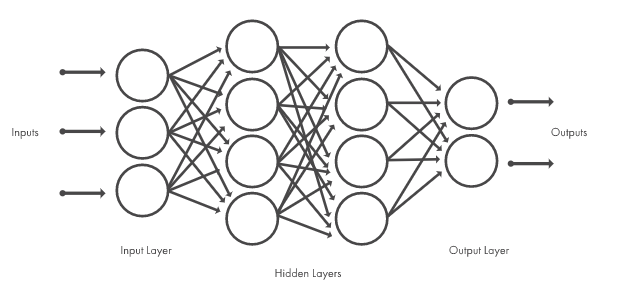 Inputs
Outputs
Input Layer
Output Layer
Hidden Layers